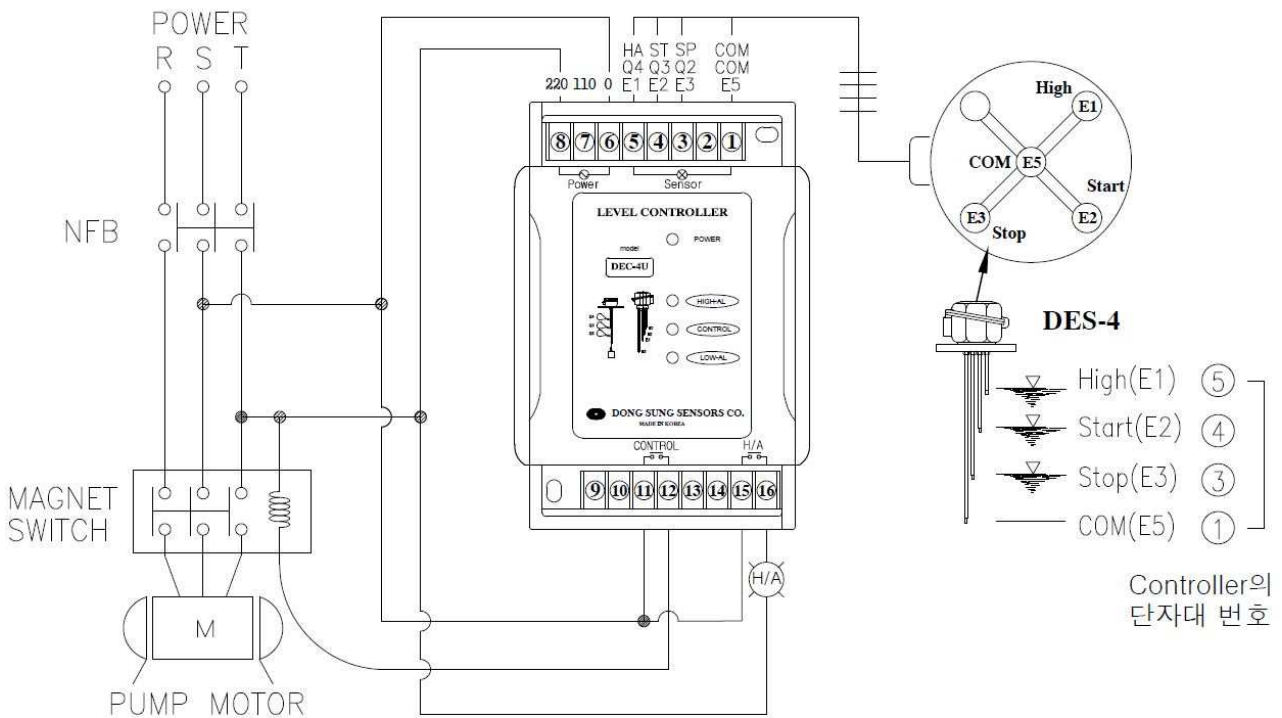 POWER
R S T
NFB
MAGNET
SWITCH
M
PUMP MOTOR
HA ST SP COM
Q4 Q3 Q2 COM
220 110 0 E1 E2 E3 E5
8 7 6 5 4 3 2 1
Power Sensor
LEVEL CONTROLLER
POWER
model
DEC-4U
HIGH-AL
CONTROL
LOW-AL
DONG SUNG SENSORS CO.
MADE IN KOREA
CONTROL H/A
9 10 11 12 13 14 15 16
H/A
High
E1
COM E5
Start
E3 E2
Stop
DES-4
High(E1) ⑤
Start(E2) ④
Stop(E3) ③
COM(E5) ①
Controller의
단자대 번호